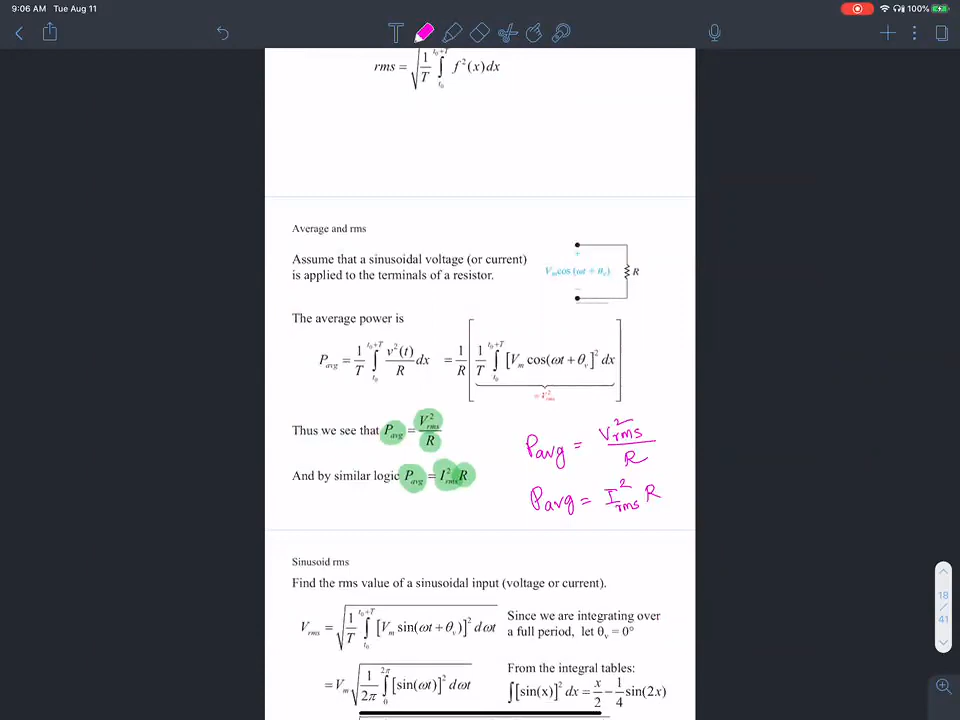 9:06 AM Tue Aug 11
100%
rms = √(1/T ∫_{t₀}^{t₀+T} f²(x)dx)
Average and rms
Assume that a sinusoidal voltage (or current)
is applied to the terminals of a resistor.
+
V_m cos (ωt + θ_v)
−
R
The average power is
P_avg = 1/T ∫_{t₀}^{t₀+T} v²(t)/R dx = 1/R [1/T ∫_{t₀}^{t₀+T} [V_m cos(ωt + θ_v]² dx]
= V²_rms
Thus we see that P_avg = V²_rms/R
And by similar logic P_avg = I²_rms R
Pavg = V²rms/R
Pavg = I²rms R
Sinusoid rms
Find the rms value of a sinusoidal input (voltage or current).
V_rms = √(1/T ∫_{t₀}^{t₀+T} [V_m sin(ωt + θ_v)]² dωt)
Since we are integrating over
a full period, let θ_v = 0°
= V_m √(1/2π ∫_0^{2π} [sin(ωt)]² dωt)
From the integral tables:
∫[sin(x)]² dx = x/2 − 1/4 sin(2x)
18
/
41